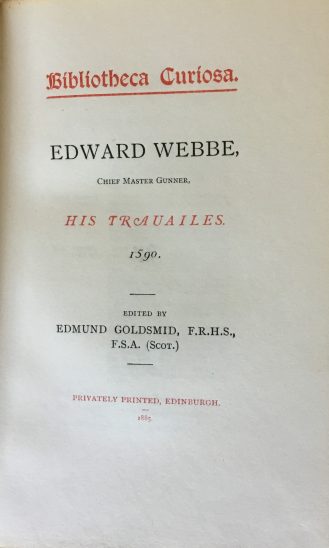 Bibliotheca Curiosa.
EDWARD WEBBE,
CHIEF MASTER GUNNER,
HIS TRAUAILES.
1590.
EDITED BY
EDMUND GOLDSMID, F.R.H.S.,
F.S.A. (SCOT.)
PRIVATELY PRINTED, EDINBURGH.
1885.